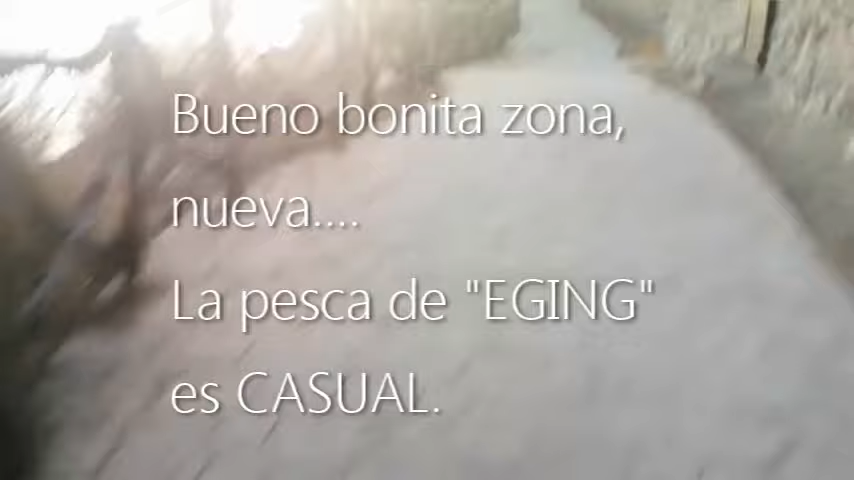 Bueno bonita zona,
nueva....
La pesca de "EGING"
es CASUAL.